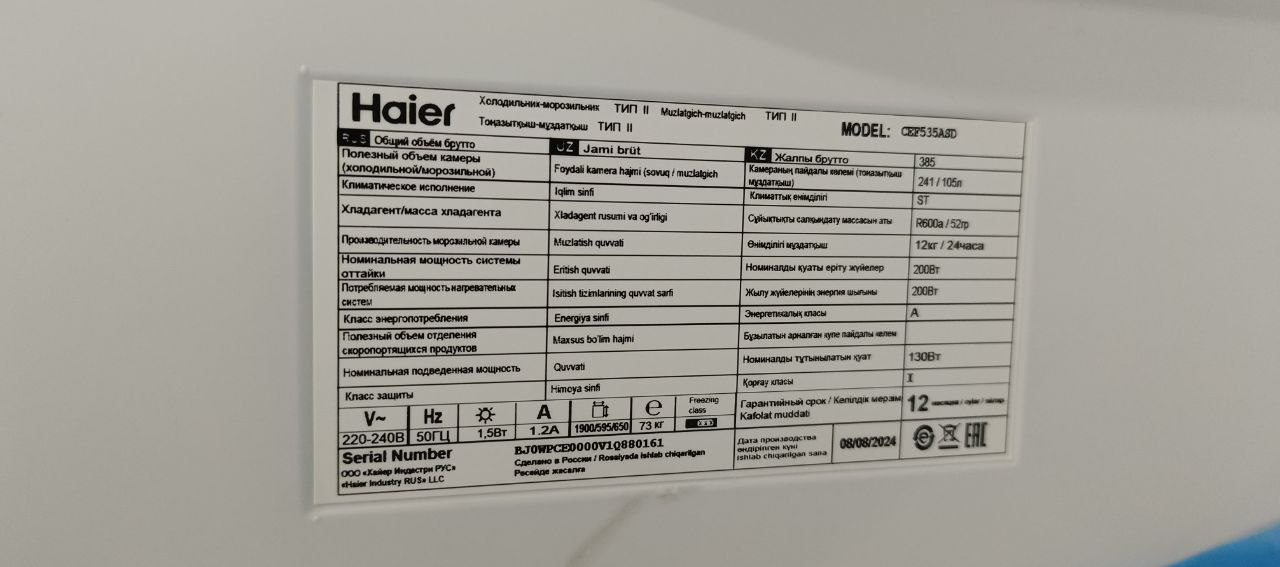 Haier Холодильник-морозильник ТИП II Muzlatgich-muzlatgich ТИП II
Тоңазытқыш-мұздатқыш ТИП II MODEL: CEF535ASD
RUS Общий объём брутто UZ Jami brüt KZ Жалпы брутто 385
Полезный объем камеры (холодильной/морозильной) Foydali kamera hajmi (sovuq / muzlatgich Камераның пайдалы көлемі (тоңазытқыш мұздатқыш) 241 / 105л
Климатическое исполнение Iqlim sinfi Климаттық өнімділігі ST
Хладагент/масса хладагента Xladagent rusumi va og'irligi Сұйықтықты салқындату массасын аты R600a / 52гр
Производительность морозильной камеры Muzlatish quvvati Өнімділігі мұздатқыш 12кг / 24часа
Номинальная мощность системы оттайки Eritish quvvati Номиналды қуаты еріту жүйелер 200Вт
Потребляемая мощность нагревательных систем Isitish tizimlarining quvvat sarfi Жылу жүйелерінің энергия шығыны 200Вт
Класс энергопотребления Energiya sinfi Энергетикалық класы A
Полезный объем отделения скоропортящихся продуктов Maxsus bo'lim hajmi Бұзылатын арналған купе пайдалы көлем
Номинальная подведенная мощность Quvvati Номиналды тұтынылатын қуат 130Вт
Класс защиты Himoya sinfi Қорғау класы I
V~ Hz A e Freezing class
220-240В 50ГЦ 1,5Вт 1.2А 1900/595/650 73 кг
Гарантийный срок / Кепілдік мерзім
Kafolat muddati 12
Serial Number BJ0WPCE0000V1Q880161
ООО «Хайер Индастри РУС» Сделано в России / Rossiyada ishlab chiqarilgan
«Haier Industry RUS» LLC Ресейде жасалға
Дата производства
өндірілген күні
ishlab chiqarilgan sana 08/08/2024 EAC